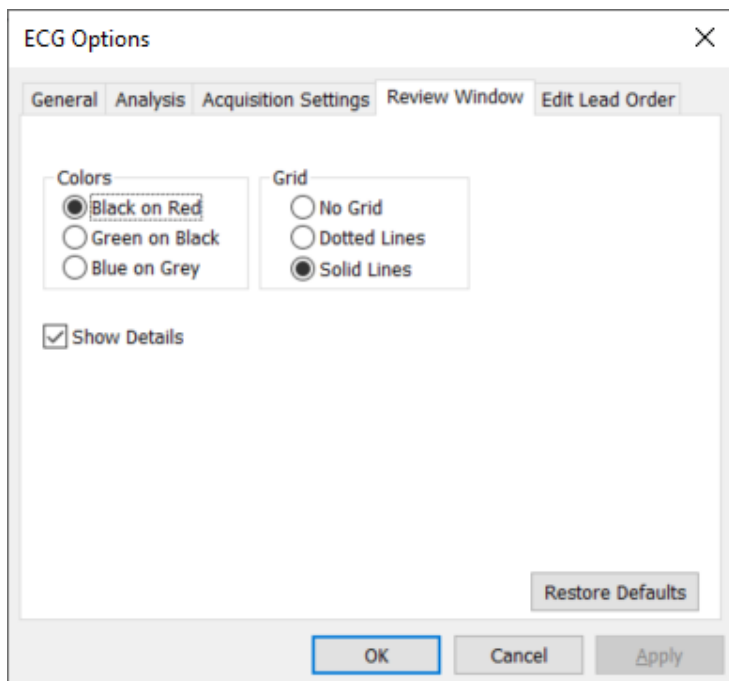 ECG Options
General Analysis Acquisition Settings Review Window Edit Lead Order
Colors
Black on Red
Green on Black
Blue on Grey
Grid
No Grid
Dotted Lines
Solid Lines
Show Details
Restore Defaults
OK Cancel Apply